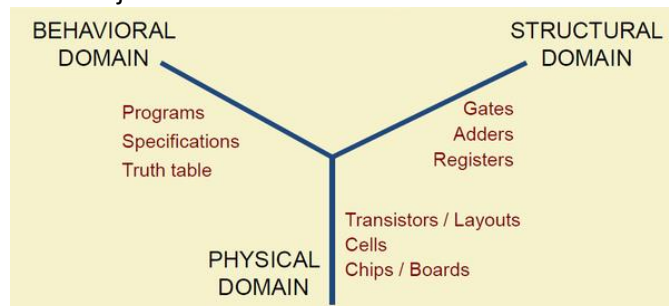 BEHAVIORAL
DOMAIN
STRUCTURAL
DOMAIN
Programs
Specifications
Truth table
Gates
Adders
Registers
Transistors / Layouts
Cells
Chips / Boards
PHYSICAL
DOMAIN